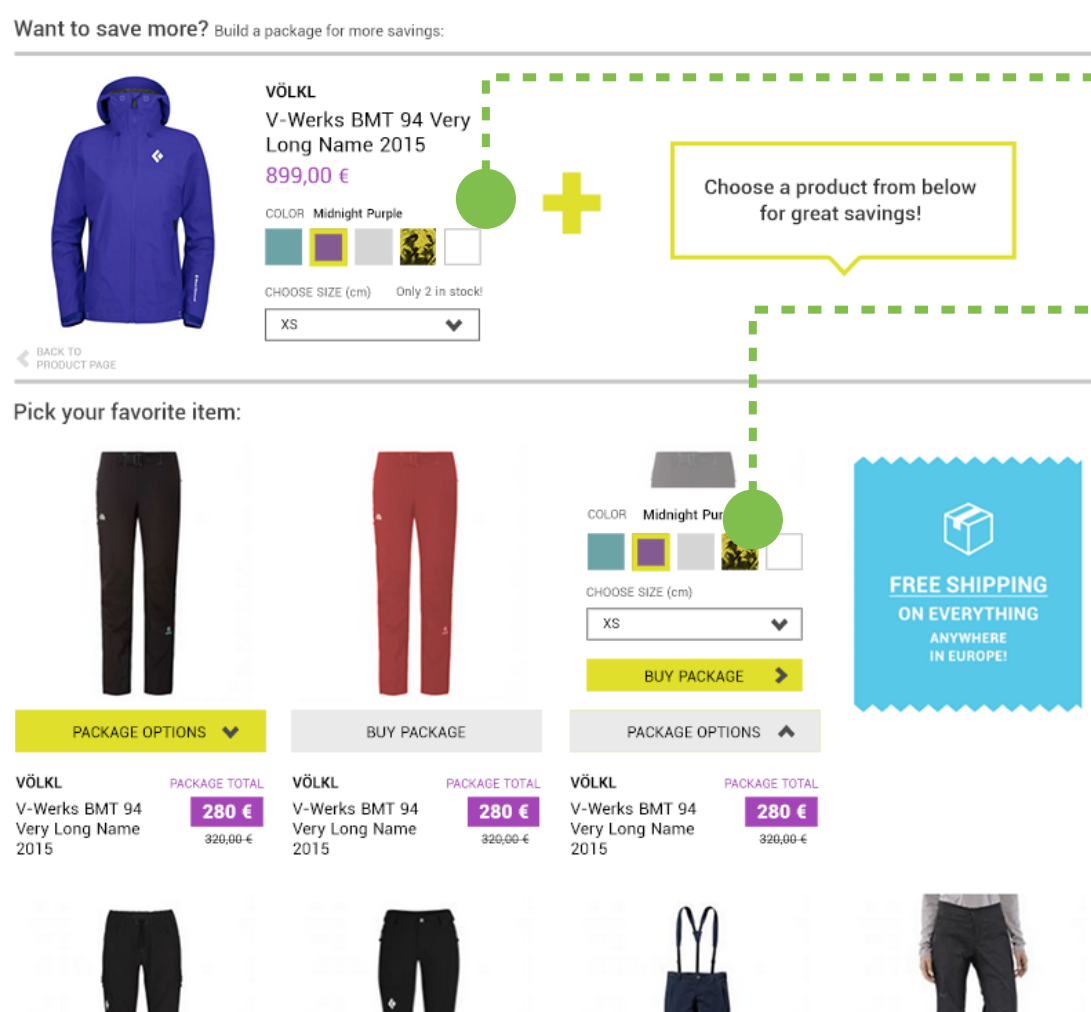 Want to save more? Build a package for more savings:
VÖLKL
V-Werks BMT 94 Very
Long Name 2015
899,00 €
COLOR Midnight Purple
CHOOSE SIZE (cm) Only 2 in stock!
XS
Choose a product from below
for great savings!
BACK TO
PRODUCT PAGE
Pick your favorite item:
COLOR Midnight Pur
CHOOSE SIZE (cm)
XS
BUY PACKAGE
FREE SHIPPING
ON EVERYTHING
ANYWHERE
IN EUROPE!
PACKAGE OPTIONS
BUY PACKAGE
PACKAGE OPTIONS
VÖLKL PACKAGE TOTAL
V-Werks BMT 94 280 €
Very Long Name 320,00 €
2015
VÖLKL PACKAGE TOTAL
V-Werks BMT 94 280 €
Very Long Name 320,00 €
2015
VÖLKL PACKAGE TOTAL
V-Werks BMT 94 280 €
Very Long Name 320,00 €
2015